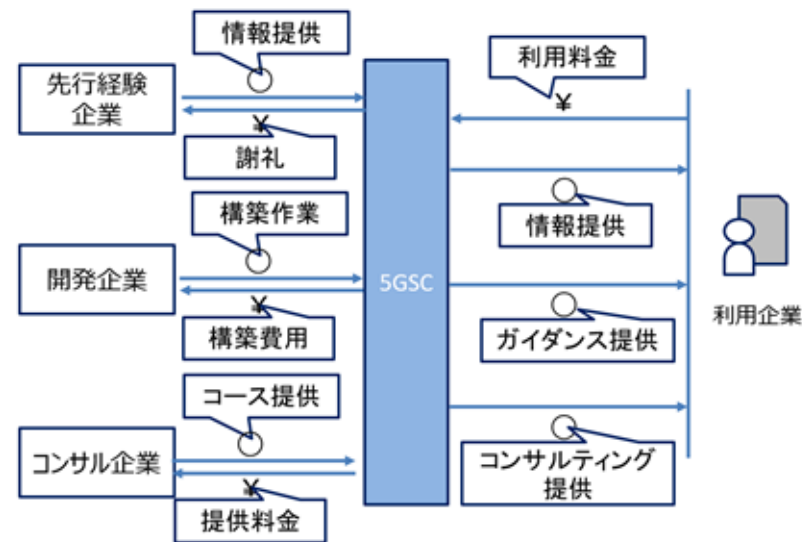 情報提供
先行経験
企業
¥
謝礼
構築作業
開発企業
¥
構築費用
コース提供
コンサル企業
¥
提供料金
5GSC
利用料金
¥
情報提供
ガイダンス提供
コンサルティング
提供
利用企業